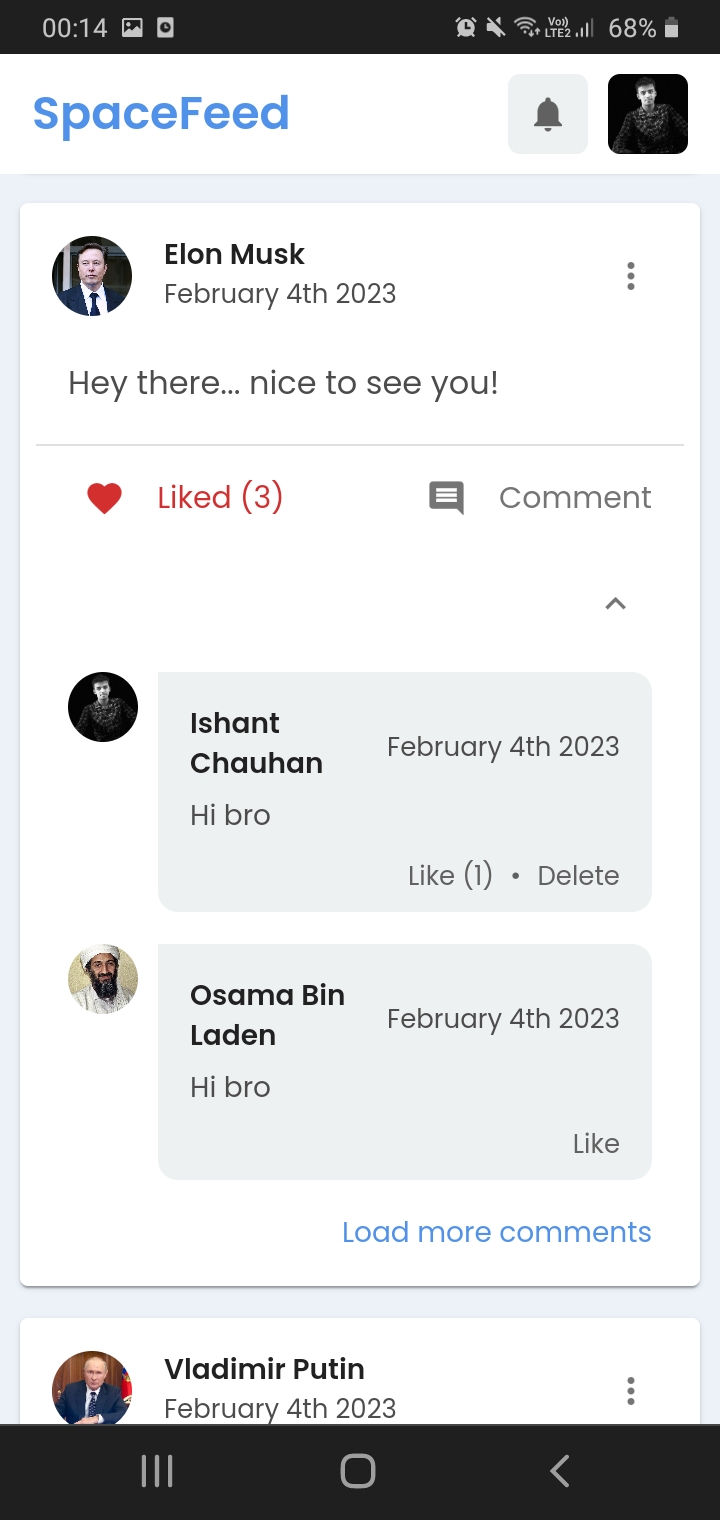 00:14 Vo)) LTE2 68%
SpaceFeed
Elon Musk
February 4th 2023
Hey there... nice to see you!
Liked (3) Comment
Ishant
Chauhan
February 4th 2023
Hi bro
Like (1) • Delete
Osama Bin
Laden
February 4th 2023
Hi bro
Like
Load more comments
Vladimir Putin
February 4th 2023